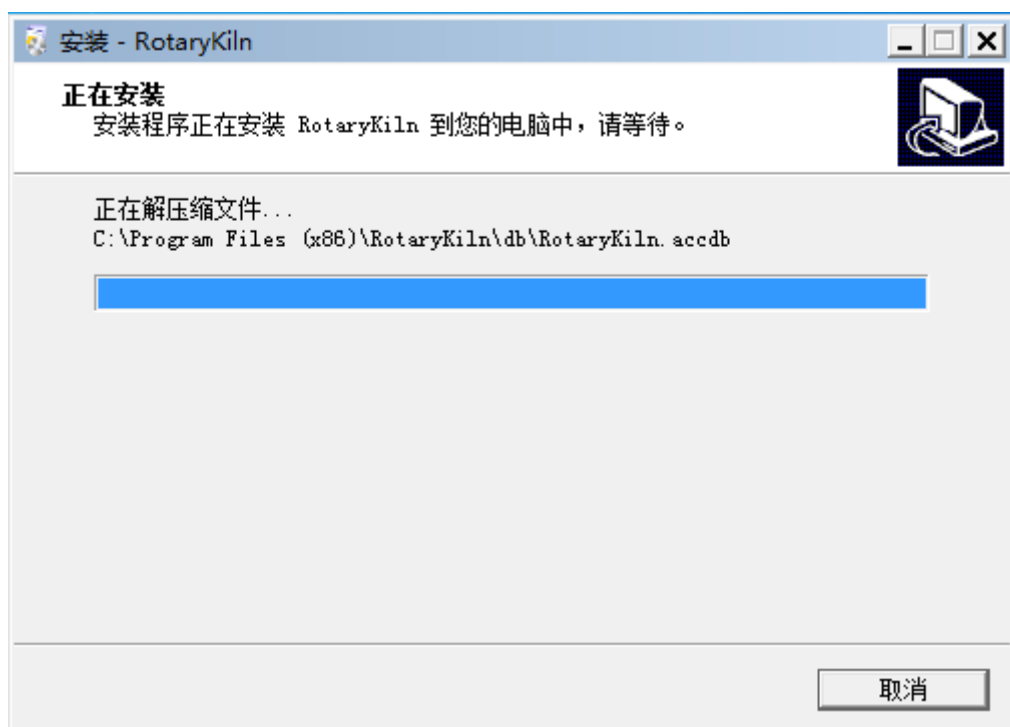 安装 - RotaryKiln
正在安装
安装程序正在安装 RotaryKiln 到您的电脑中，请等待。
正在解压缩文件...
C:\Program Files (x86)\RotaryKiln\db\RotaryKiln.accdb
取消